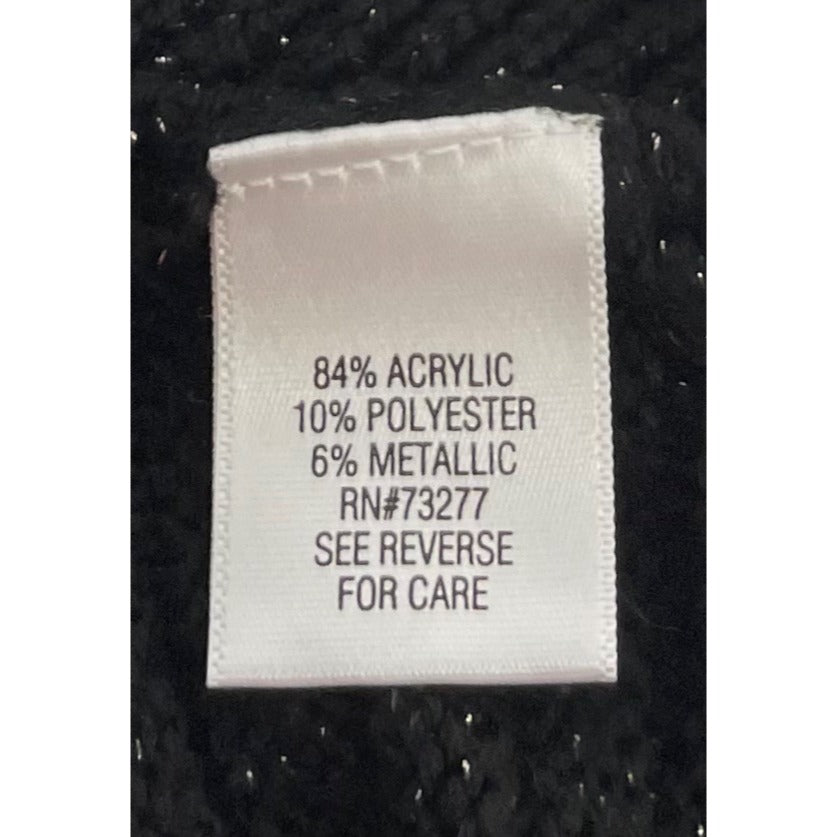 84% ACRYLIC
10% POLYESTER
6% METALLIC
RN#73277
SEE REVERSE
FOR CARE